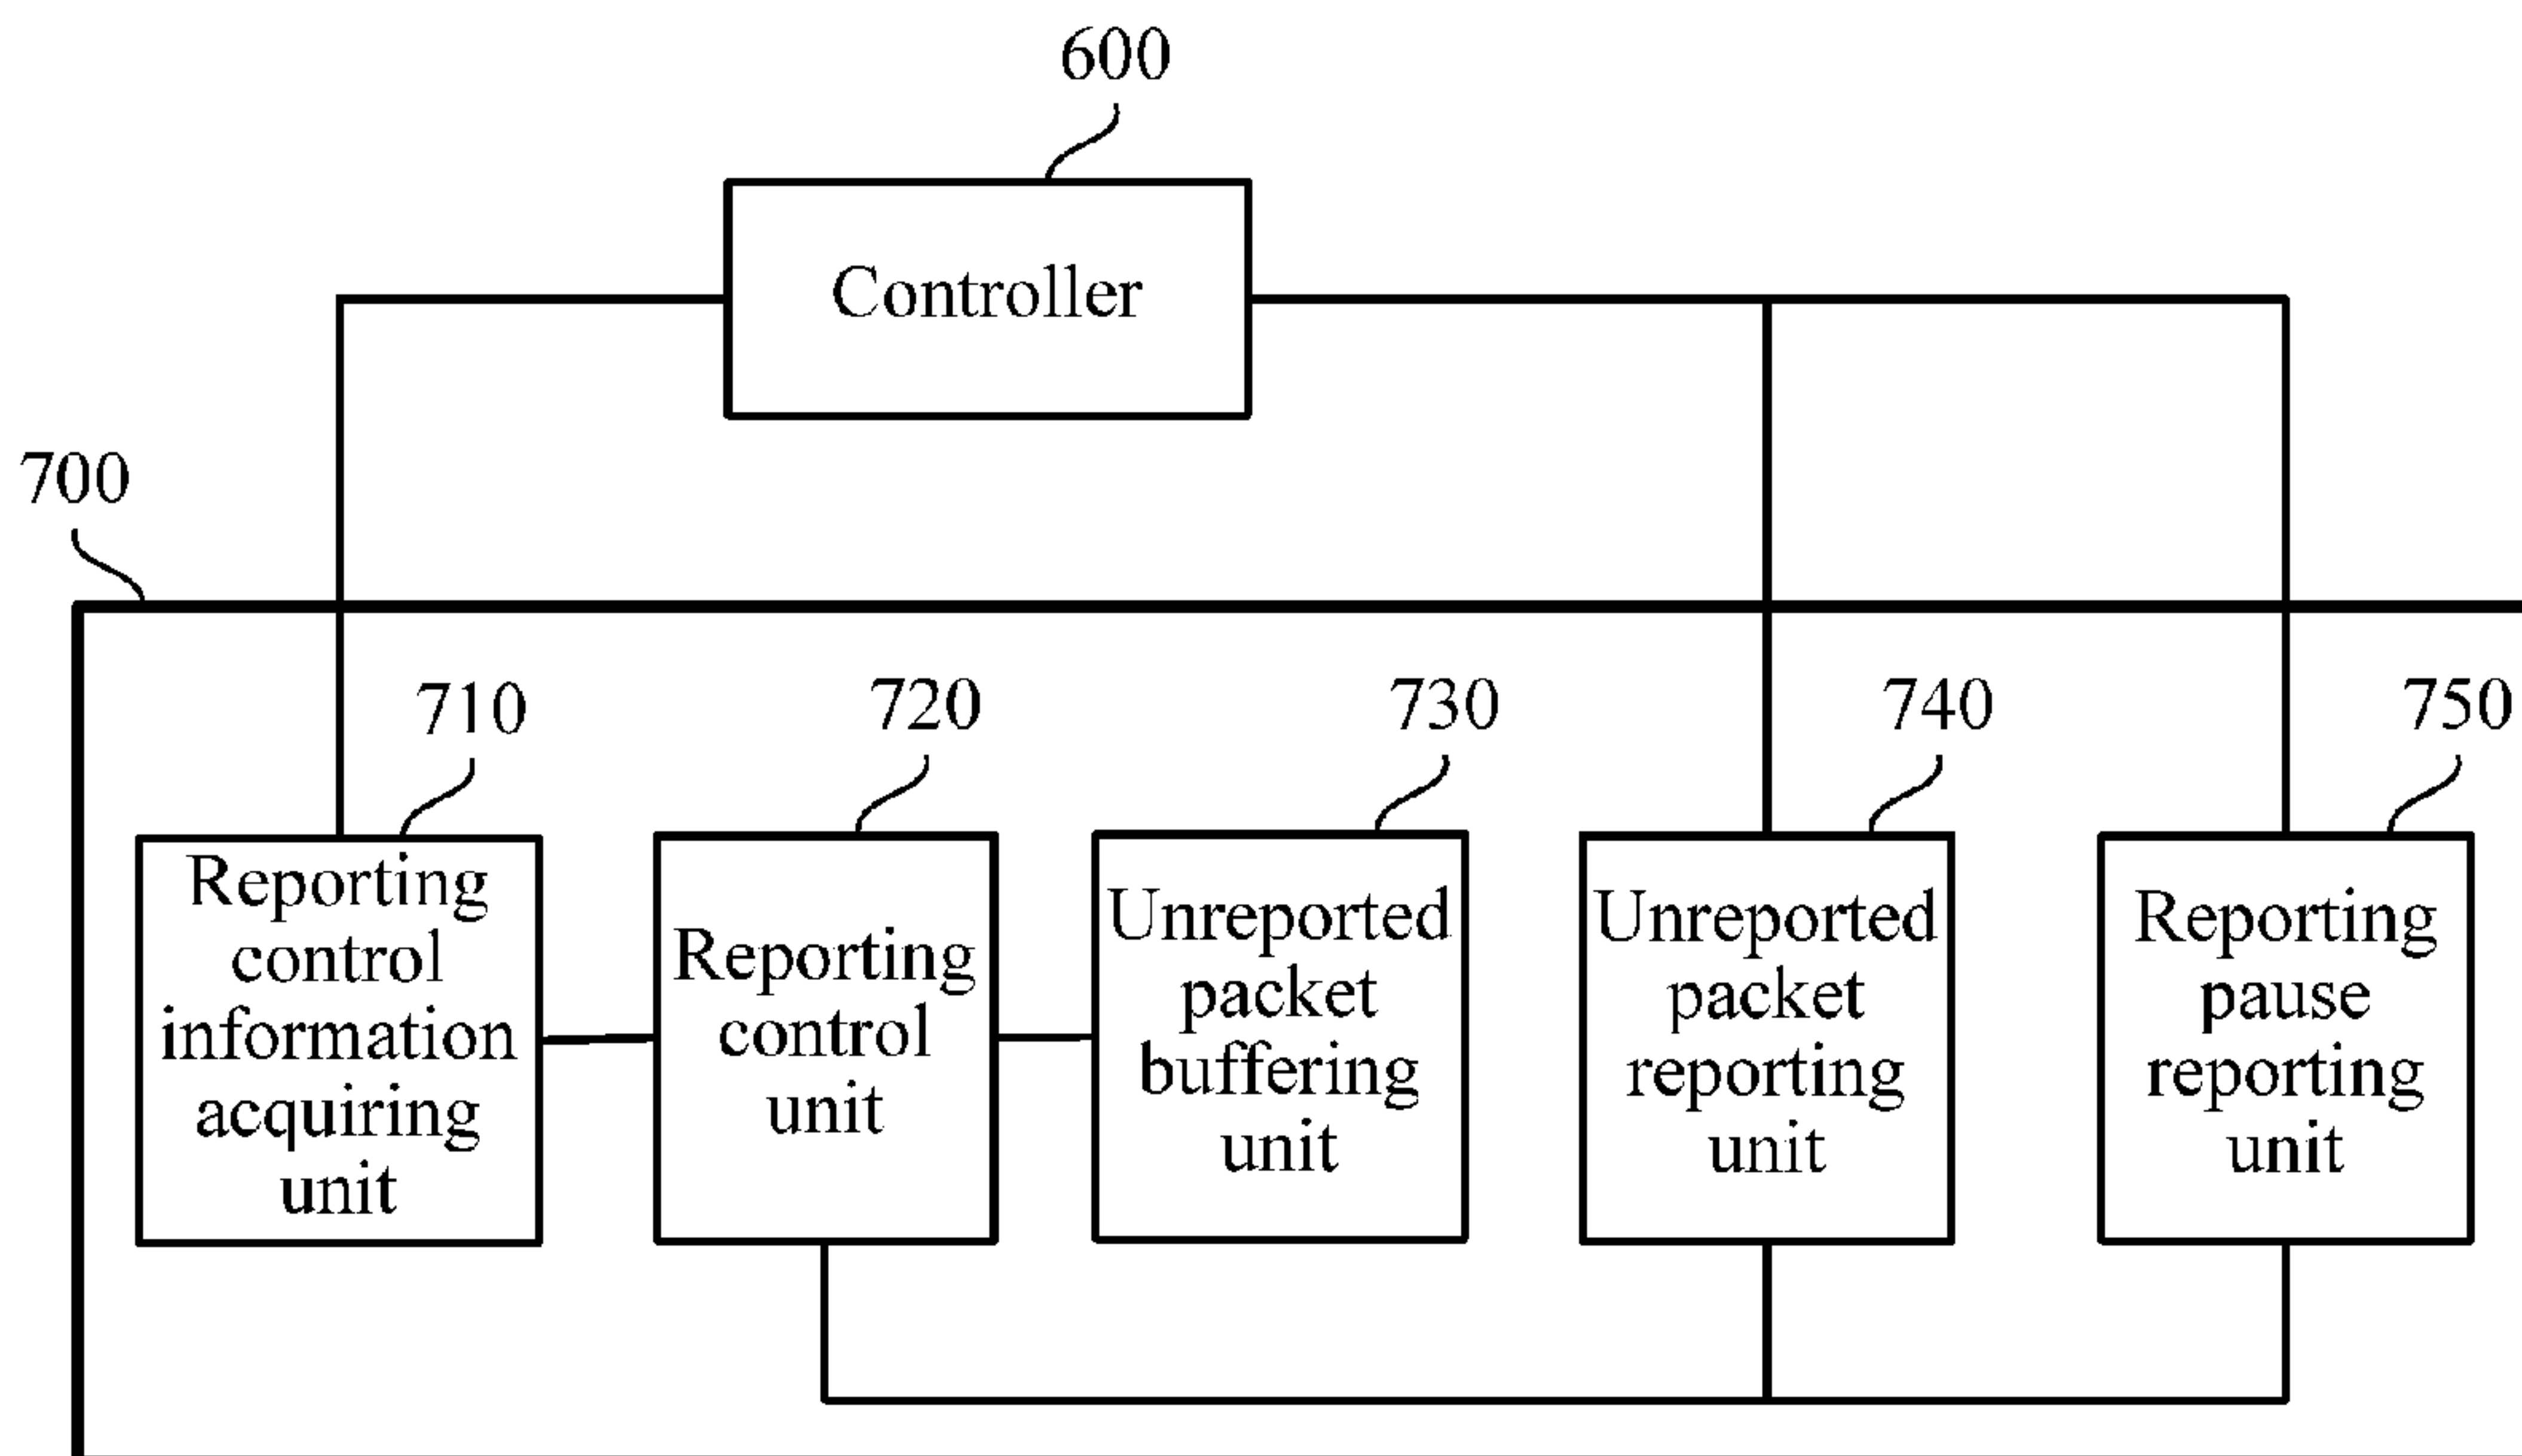 600
Controller
700
710
720
730
740
750
Reporting
control
information
acquiring
unit
Reporting
control
unit
Unreported
packet
buffering
unit
Unreported
packet
reporting
unit
Reporting
pause
reporting
unit